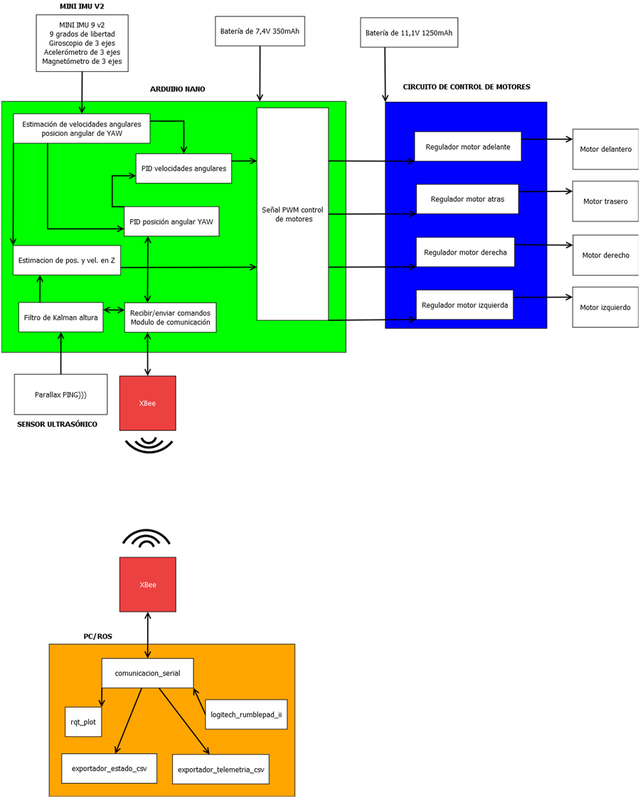 MINI IMU V2
MINI IMU 9 v2
9 grados de libertad
Giroscopio de 3 ejes
Acelerómetro de 3 ejes
Magnetómetro de 3 ejes
Batería de 7,4V 350mAh
Batería de 11,1V 1250mAh
ARDUINO NANO
CIRCUITO DE CONTROL DE MOTORES
Estimación de velocidades angulares
posicion angular de YAW
PID velocidades angulares
PID posición angular YAW
Estimacion de pos. y vel. en Z
Filtro de Kalman altura
Recibir/enviar comandos
Modulo de comunicación
Señal PWM control
de motores
Regulador motor adelante
Regulador motor atras
Regulador motor derecha
Regulador motor izquierda
Motor delantero
Motor trasero
Motor derecho
Motor izquierdo
Parallax PING)))
SENSOR ULTRASÓNICO
XBee
XBee
PC/ROS
comunicacion_serial
rqt_plot
logitech_rumblepad_ii
exportador_estado_csv
exportador_telemetria_csv